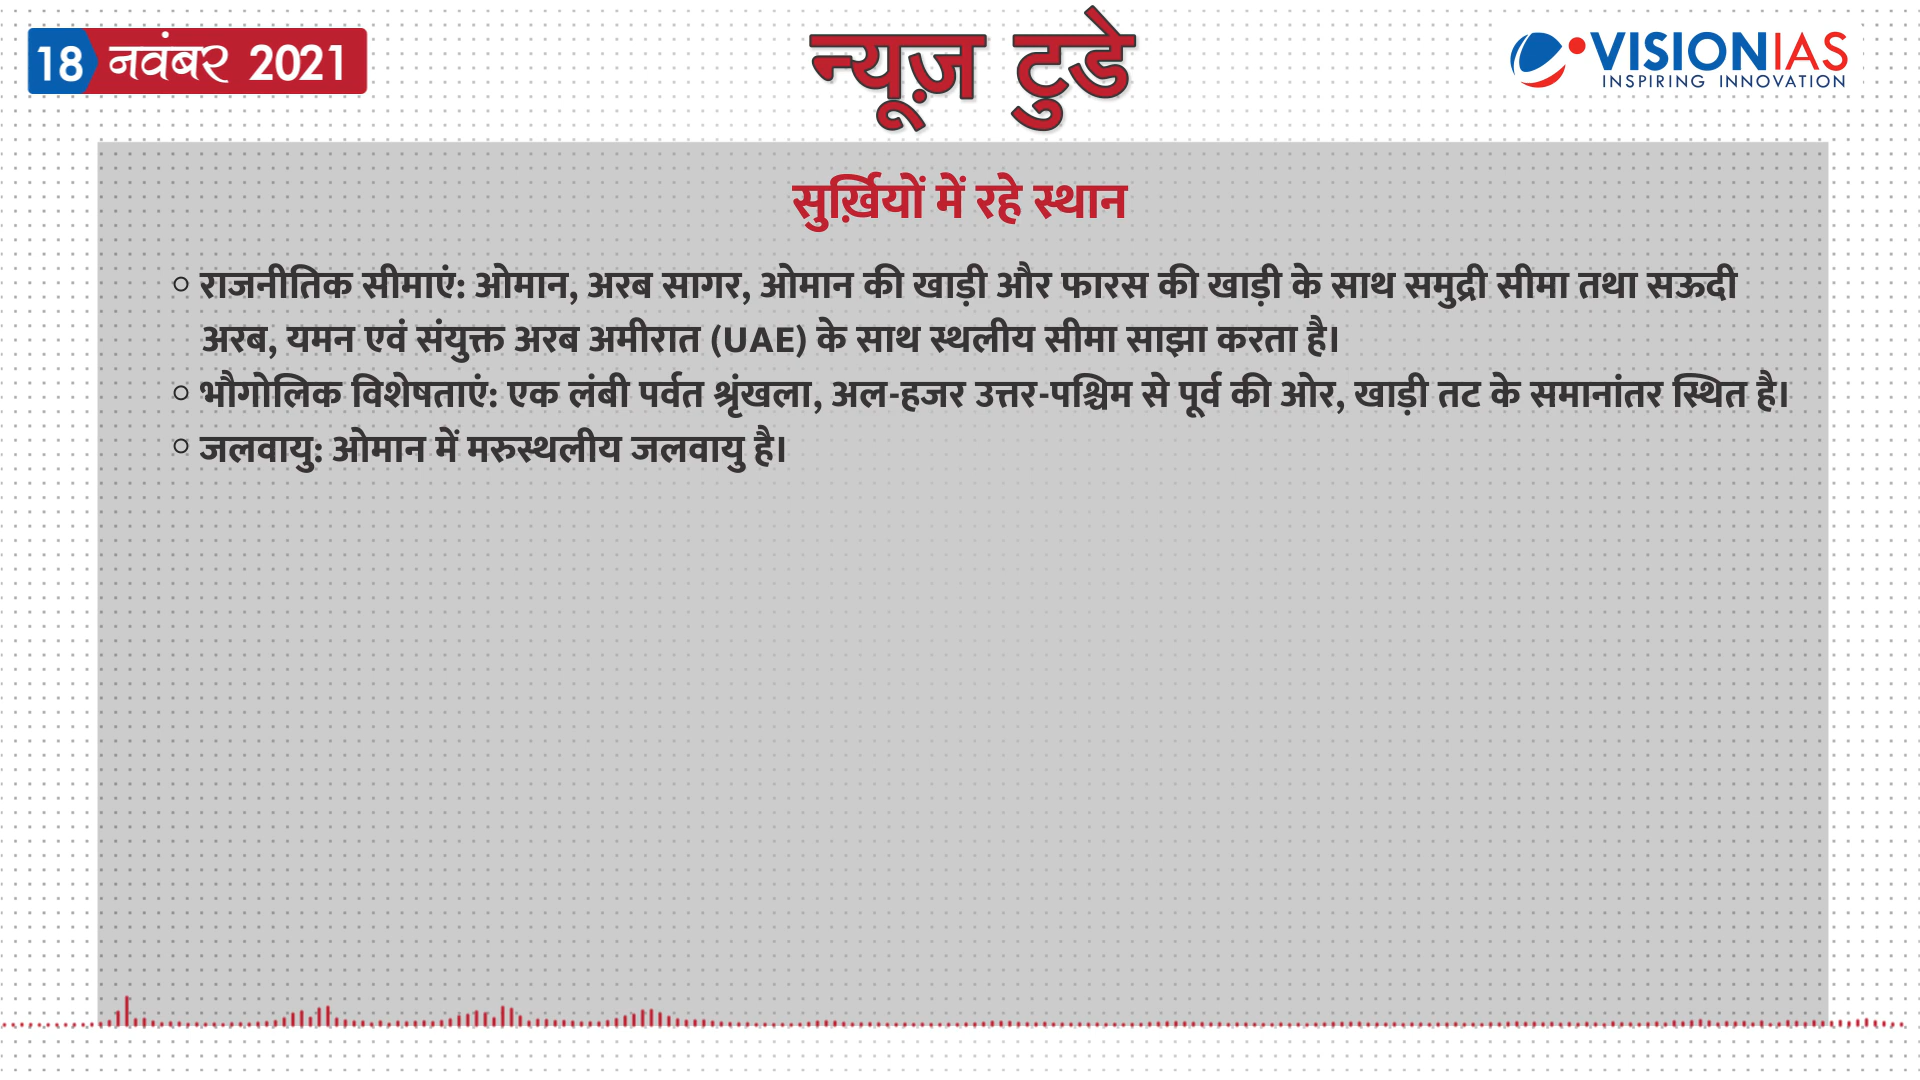 18 नवंबर 2021
न्यूज़ टुडे
VISIONIAS
INSPIRING INNOVATION
सुर्ख़ियों में रहे स्थान
○ राजनीतिक सीमाएं: ओमान, अरब सागर, ओमान की खाड़ी और फारस की खाड़ी के साथ समुद्री सीमा तथा सऊदी
अरब, यमन एवं संयुक्त अरब अमीरात (UAE) के साथ स्थलीय सीमा साझा करता है।
○ भौगोलिक विशेषताएं: एक लंबी पर्वत श्रृंखला, अल-हजर उत्तर-पश्चिम से पूर्व की ओर, खाड़ी तट के समानांतर स्थित है।
○ जलवायु: ओमान में मरुस्थलीय जलवायु है।